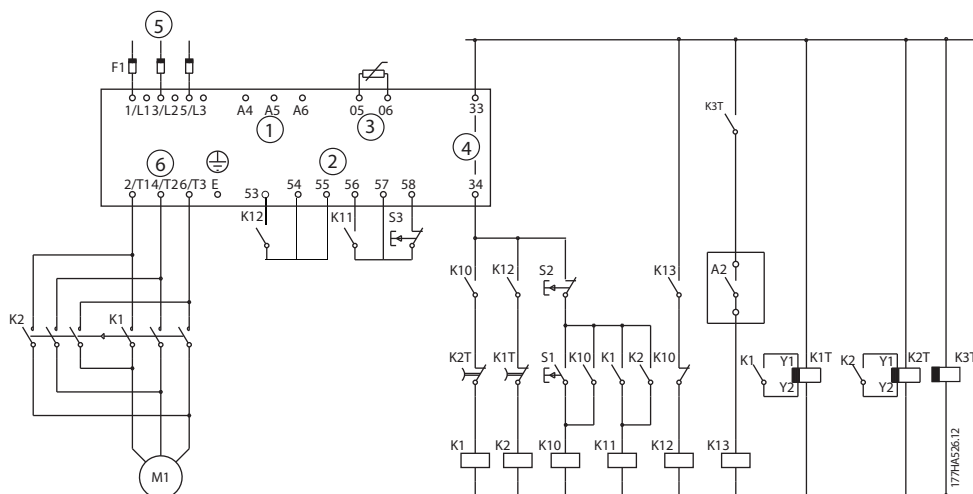 5
F1
1/L1 3/L2 5/L3 A4 A5 A6 05 06 33
1 3 4
6 2
2/T1 4/T2 6/T3 E 53 54 55 56 57 58 34
K12 K11 S3
K3T
K10 K12 S2 K13 A2
K2 K1
K2T K1T S1 K10 K1 K2 K10 K1 Y1 K1T K2 Y1 K2T K3T
Y2 Y2
K1 K2 K10 K11 K12 K13
M1
177HA526.12